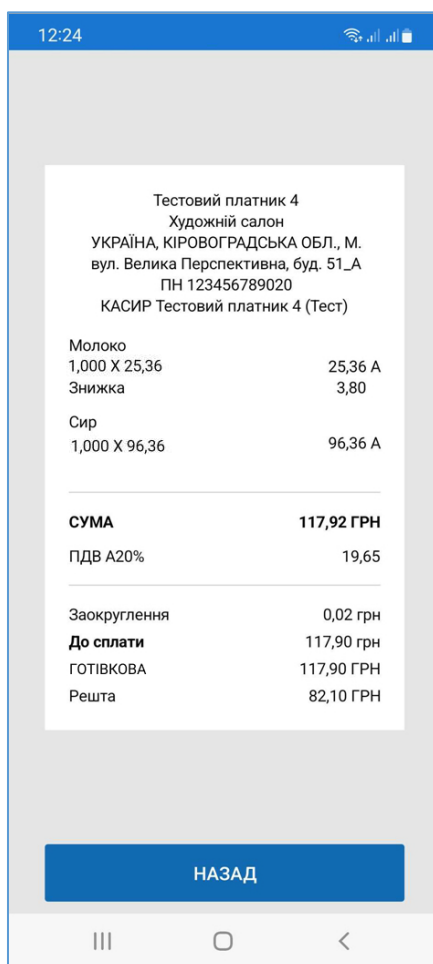 12:24
Тестовий платник 4
Художній салон
УКРАЇНА, КІРОВОГРАДСЬКА ОБЛ., М.
вул. Велика Перспективна, буд. 51_А
ПН 123456789020
КАСИР Тестовий платник 4 (Тест)
Молоко
1,000 X 25,36 25,36 А
Знижка 3,80
Сир
1,000 X 96,36 96,36 А
СУМА 117,92 ГРН
ПДВ А20% 19,65
Заокруглення 0,02 грн
До сплати 117,90 грн
ГОТІВКОВА 117,90 ГРН
Решта 82,10 ГРН
НАЗАД